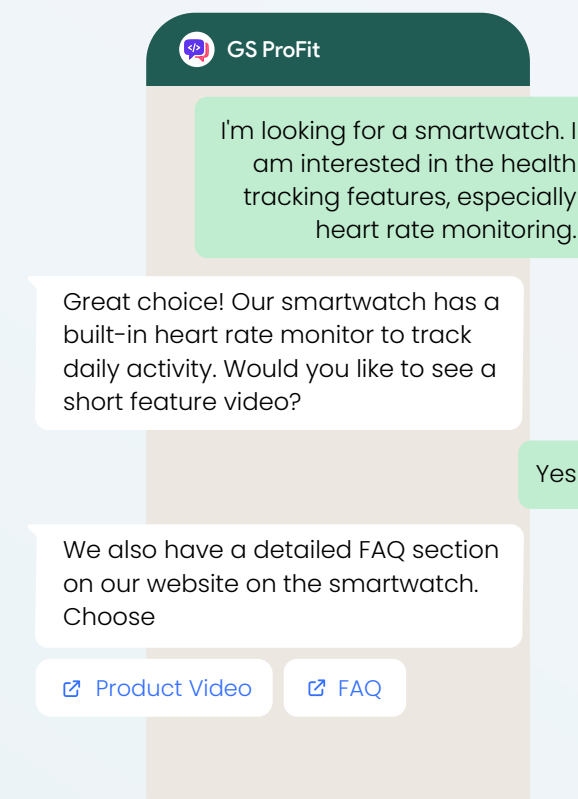 GS ProFit
I'm looking for a smartwatch. I
am interested in the health
tracking features, especially
heart rate monitoring.
Great choice! Our smartwatch has a
built-in heart rate monitor to track
daily activity. Would you like to see a
short feature video?
Yes
We also have a detailed FAQ section
on our website on the smartwatch.
Choose
Product Video
FAQ